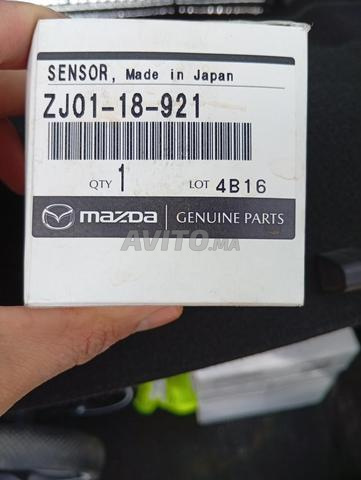 SENSOR, Made in Japan
ZJ01-18-921
QTY 1 LOT 4B16
mazda GENUINE PARTS
AVITO.MA